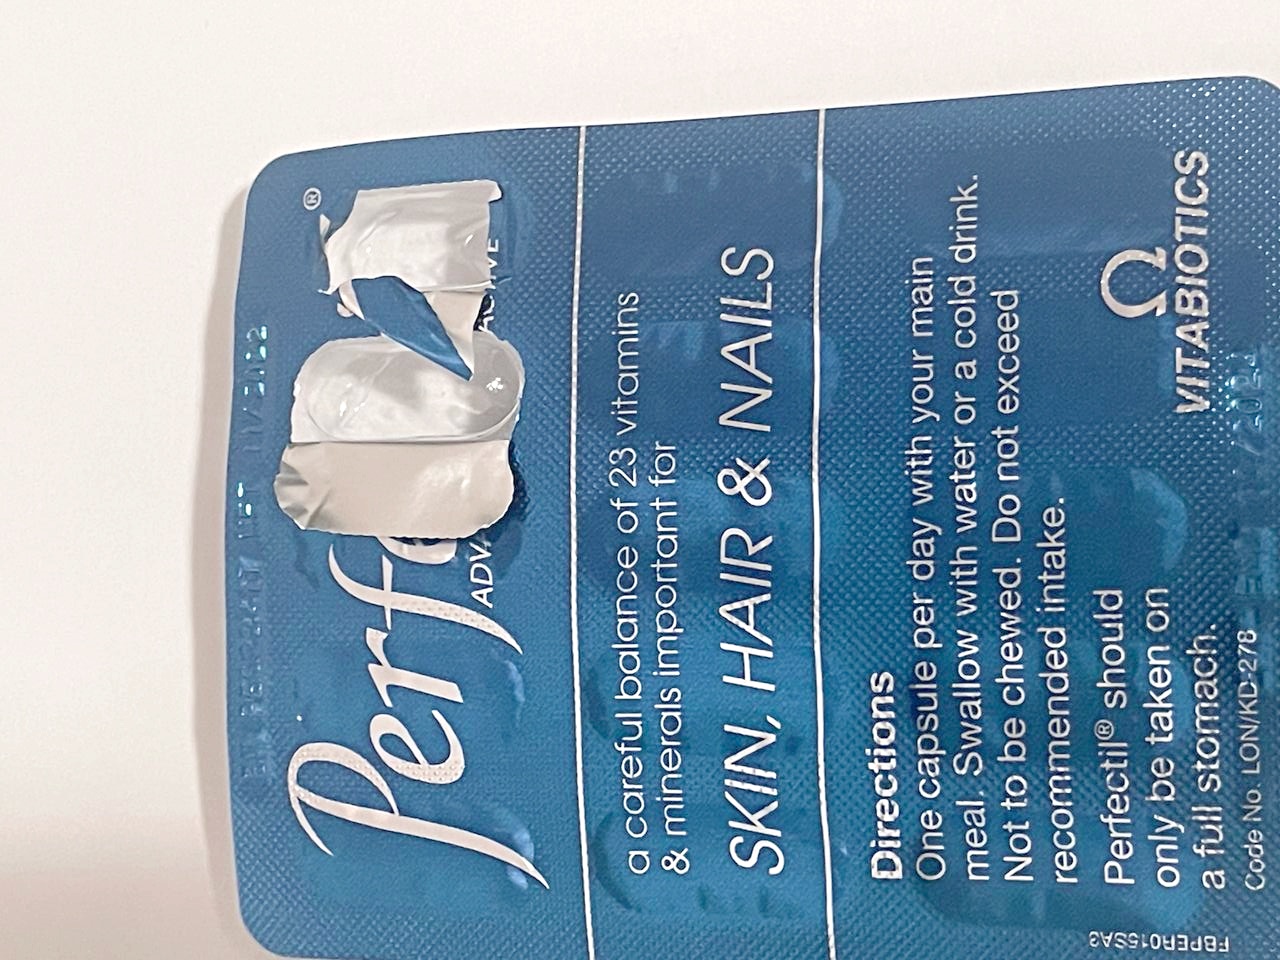 Perf
®
ADV
ACTIVE
a careful balance of 23 vitamins
& minerals important for
SKIN, HAIR & NAILS
Directions
One capsule per day with your main
meal. Swallow with water or a cold drink.
Not to be chewed. Do not exceed
recommended intake.
Perfectil® should
only be taken on
a full stomach.
Code No. LON/KD-278
VITABIOTICS
FBPER015SA3